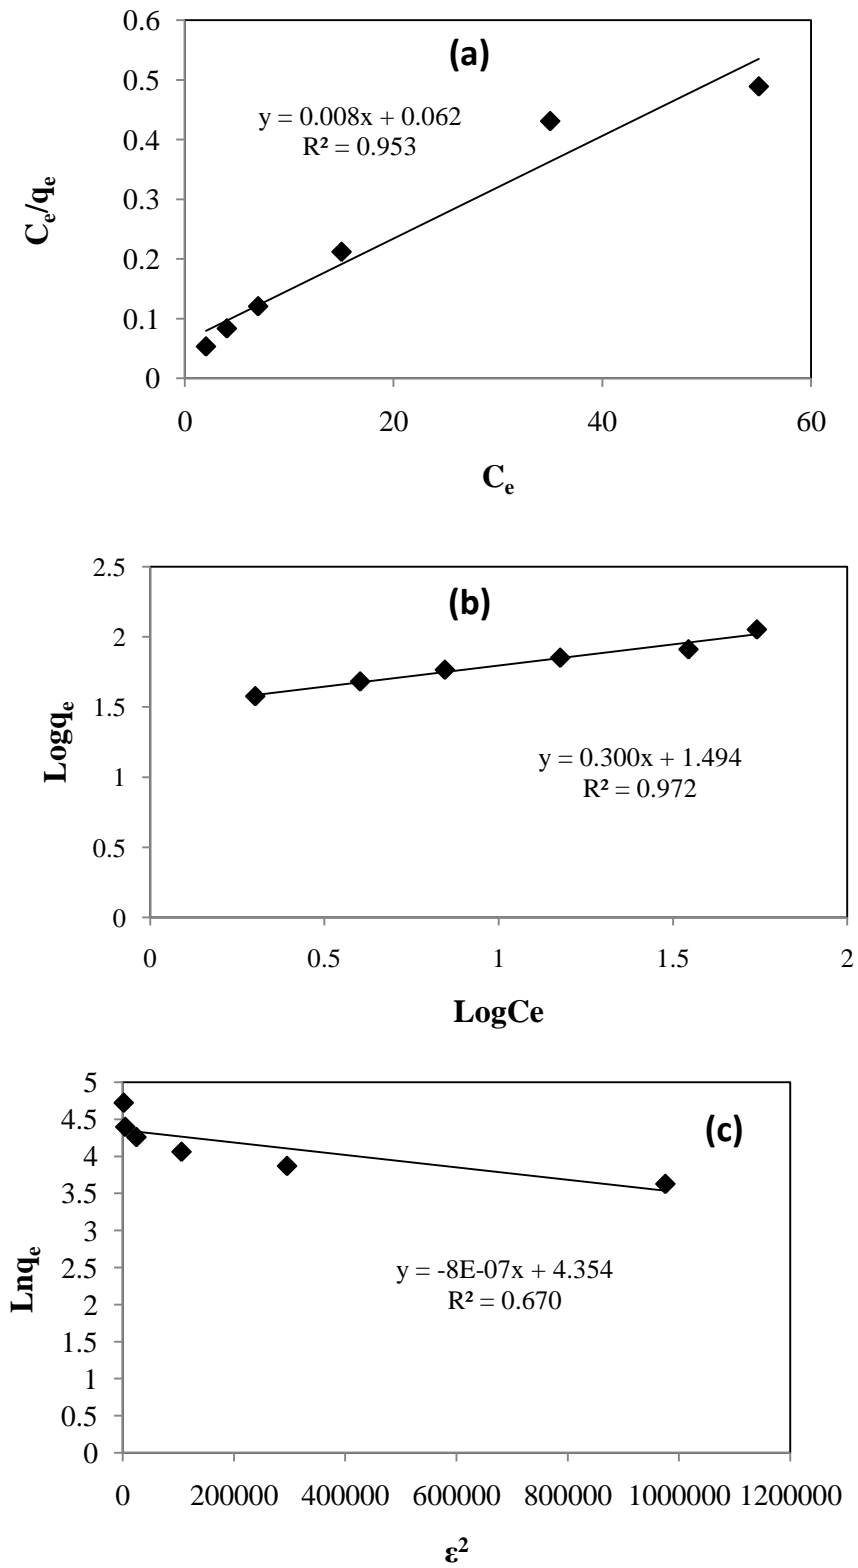 (a)
y = 0.008x + 0.062
R² = 0.953
0.6
0.5
0.4
0.3
0.2
0.1
0
Ce/qe
0 20 40 60
Ce
(b)
y = 0.300x + 1.494
R² = 0.972
2.5
2
1.5
1
0.5
0
Logqe
0 0.5 1 1.5 2
LogCe
(c)
y = -8E-07x + 4.354
R² = 0.670
5
4.5
4
3.5
3
2.5
2
1.5
1
0.5
0
Lnqe
0 200000 400000 600000 800000 1000000 1200000
ε²